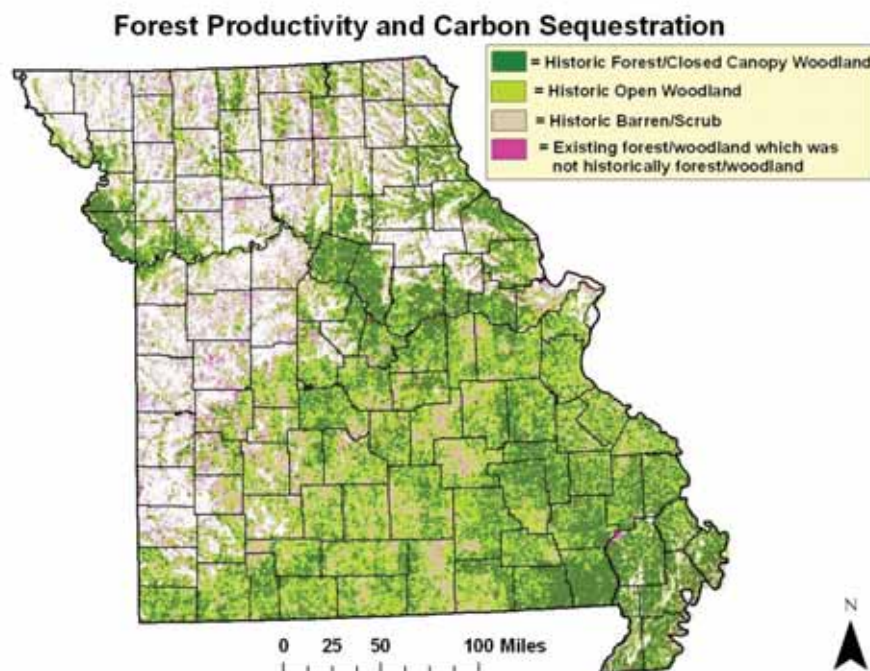 Forest Productivity and Carbon Sequestration
= Historic Forest/Closed Canopy Woodland
= Historic Open Woodland
= Historic Barren/Scrub
= Existing forest/woodland which was
not historically forest/woodland
N
0 25 50 100 Miles